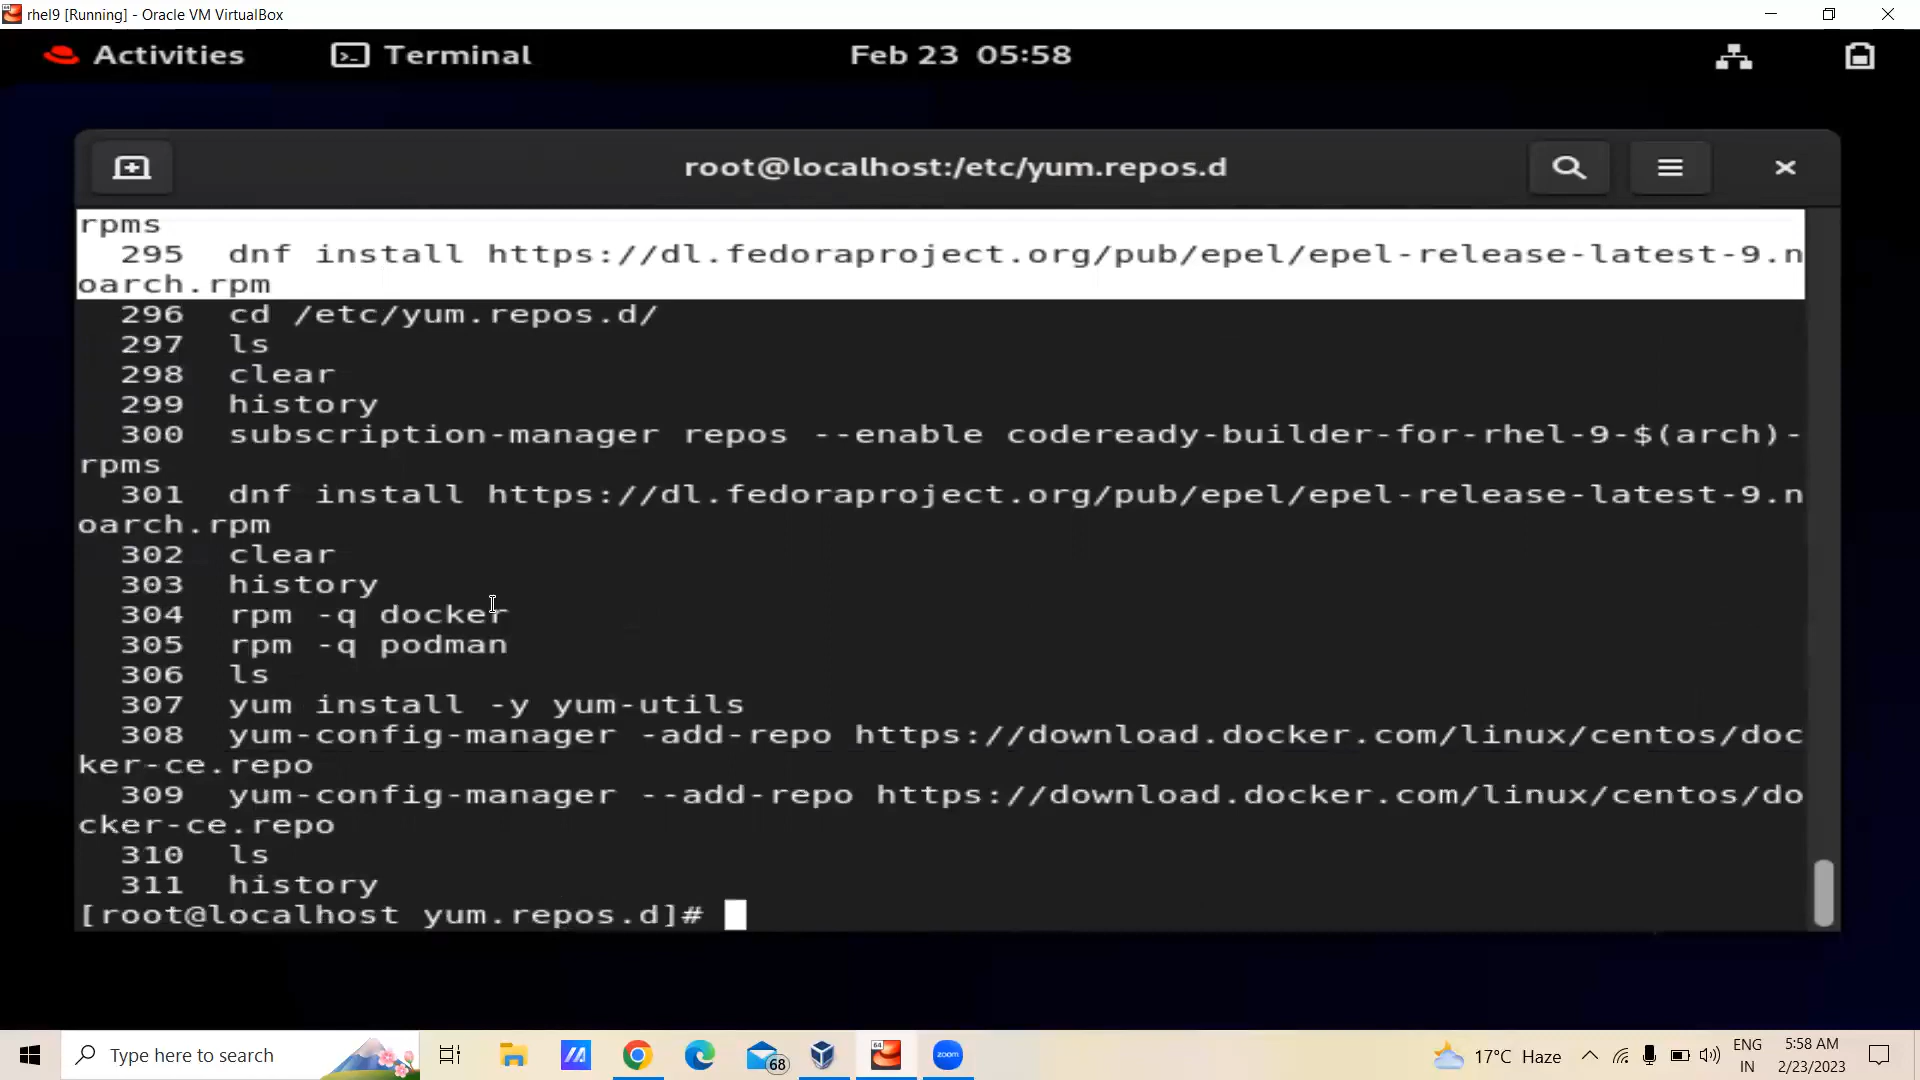 rhel9 [Running] - Oracle VM VirtualBox
Activities Terminal Feb 23 05:58
root@localhost:/etc/yum.repos.d
rpms
295 dnf install https://dl.fedoraproject.org/pub/epel/epel-release-latest-9.n
oarch.rpm
296 cd /etc/yum.repos.d/
297 ls
298 clear
299 history
300 subscription-manager repos --enable codeready-builder-for-rhel-9-$(arch)-
rpms
301 dnf install https://dl.fedoraproject.org/pub/epel/epel-release-latest-9.n
oarch.rpm
302 clear
303 history
304 rpm -q docker
305 rpm -q podman
306 ls
307 yum install -y yum-utils
308 yum-config-manager -add-repo https://download.docker.com/linux/centos/doc
ker-ce.repo
309 yum-config-manager --add-repo https://download.docker.com/linux/centos/do
cker-ce.repo
310 ls
311 history
[root@localhost yum.repos.d]#
Type here to search
68
64
zoom
17°C Haze
ENG
IN
5:58 AM
2/23/2023